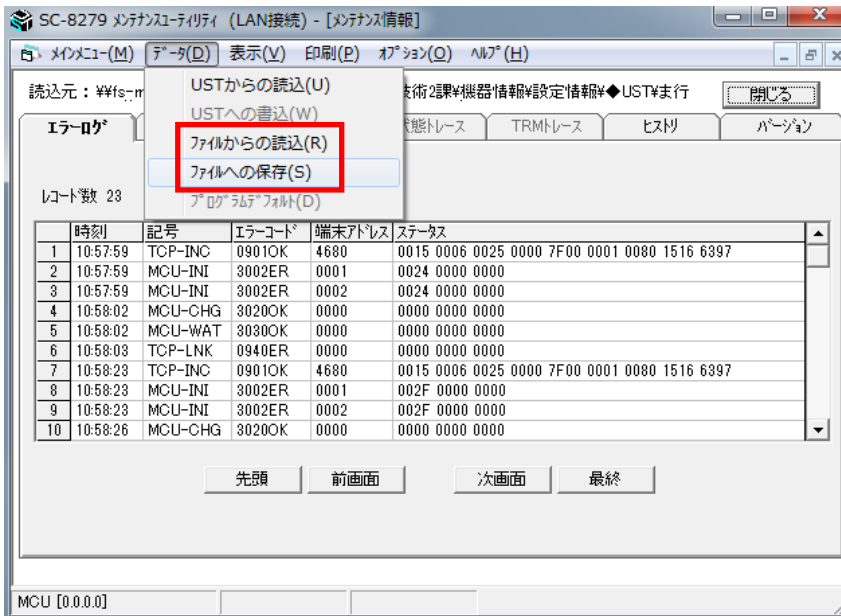 SC-8279 ﾒﾝﾃﾅﾝｽﾕｰﾃｨﾘﾃｨ (LAN接続) - [ﾒﾝﾃﾅﾝｽ情報]
ﾒｲﾝﾒﾆｭｰ(M) ﾃﾞｰﾀ(D) 表示(V) 印刷(P) ｵﾌﾟｼｮﾝ(O) ﾍﾙﾌﾟ(H)
読込元：¥¥fs_ 技術2課¥機器情報¥設定情報¥◆UST¥ま行 閉じる
USTからの読込(U)
USTへの書込(W)
ﾌｧｲﾙからの読込(R)
ﾌｧｲﾙへの保存(S)
ﾌﾟﾛｸﾞﾗﾑﾃﾞﾌｫﾙﾄ(D)
ｴﾗｰﾛｸﾞ 状態ﾄﾚｰｽ TRMﾄﾚｰｽ ﾋｽﾄﾘ ﾊﾞｰｼﾞｮﾝ
ﾚｺｰﾄﾞ数 23
時刻 記号 ｴﾗｰｺｰﾄﾞ 端末ｱﾄﾞﾚｽ ｽﾃｰﾀｽ
1 10:57:59 TCP-INC 0901OK 4680 0015 0006 0025 0000 7F00 0001 0080 1516 6397
2 10:57:59 MCU-INI 3002ER 0001 0024 0000 0000
3 10:57:59 MCU-INI 3002ER 0002 0024 0000 0000
4 10:58:02 MCU-CHG 3020OK 0000 0000 0000 0000
5 10:58:02 MCU-WAT 3030OK 0000 0000 0000 0000
6 10:58:03 TCP-LNK 0940ER 0000 0000 0000 0000
7 10:58:23 TCP-INC 0901OK 4680 0015 0006 0025 0000 7F00 0001 0080 1516 6397
8 10:58:23 MCU-INI 3002ER 0001 002F 0000 0000
9 10:58:23 MCU-INI 3002ER 0002 002F 0000 0000
10 10:58:26 MCU-CHG 3020OK 0000 0000 0000 0000
先頭 前画面 次画面 最終
MCU [0.0.0.0]